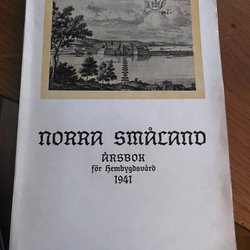 NORRA SMÅLAND
ÅRSBOK
för Hembygdsvård
1941